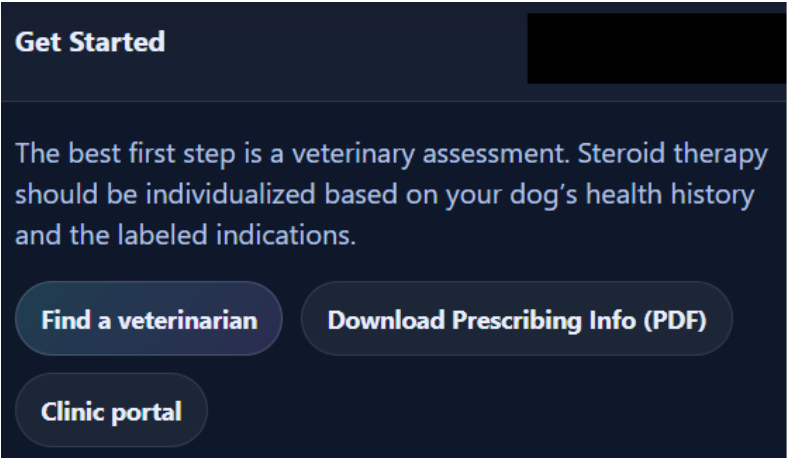 Get Started
The best first step is a veterinary assessment. Steroid therapy
should be individualized based on your dog’s health history
and the labeled indications.
Find a veterinarian
Download Prescribing Info (PDF)
Clinic portal